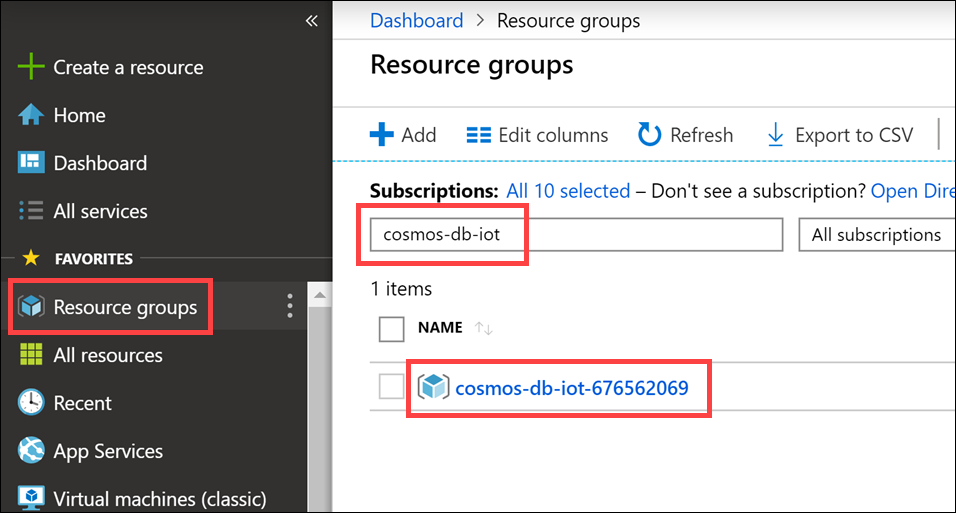 «
Create a resource
Home
Dashboard
All services
FAVORITES
Resource groups
All resources
Recent
App Services
Virtual machines (classic)
Dashboard > Resource groups
Resource groups
Add Edit columns Refresh Export to CSV
Subscriptions: All 10 selected – Don't see a subscription? Open Dire
cosmos-db-iot All subscriptions
1 items
NAME ↑↓
cosmos-db-iot-676562069